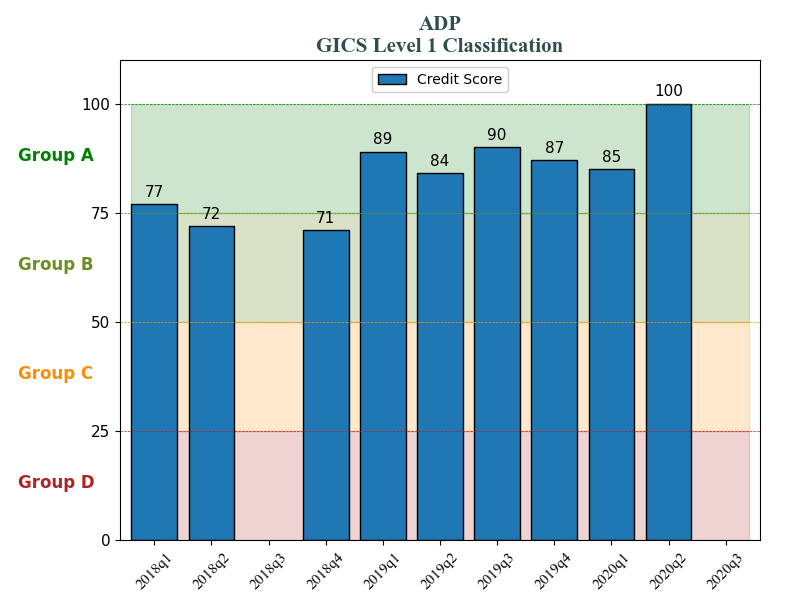 ADP
GICS Level 1 Classification
Credit Score
100
75
50
25
0
Group A
Group B
Group C
Group D
77
72
71
89
84
90
87
85
100
2018q1
2018q2
2018q3
2018q4
2019q1
2019q2
2019q3
2019q4
2020q1
2020q2
2020q3